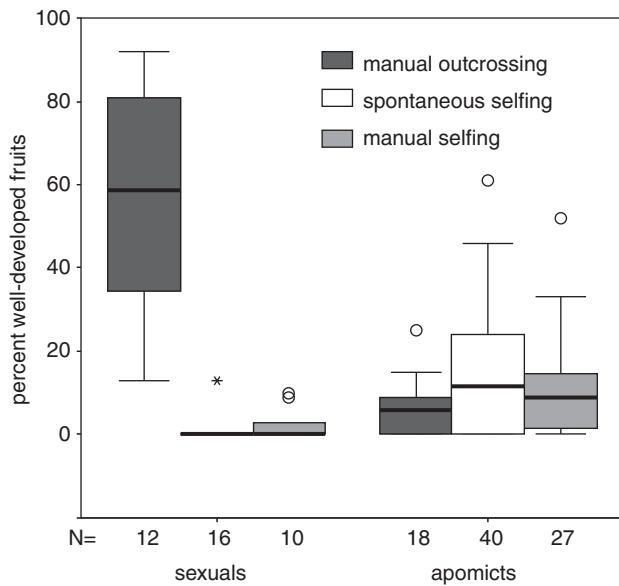 100
80
60
40
20
0
percent well-developed fruits
manual outcrossing
spontaneous selfing
manual selfing
N= 12 16 10 18 40 27
sexuals apomicts